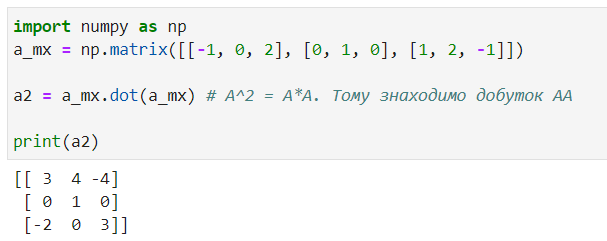 import numpy as np
a_mx = np.matrix([[-1, 0, 2], [0, 1, 0], [1, 2, -1]])
a2 = a_mx.dot(a_mx) # A^2 = A*A. Тому знаходимо добуток AA
print(a2)
[[ 3  4 -4]
 [ 0  1  0]
 [-2  0  3]]